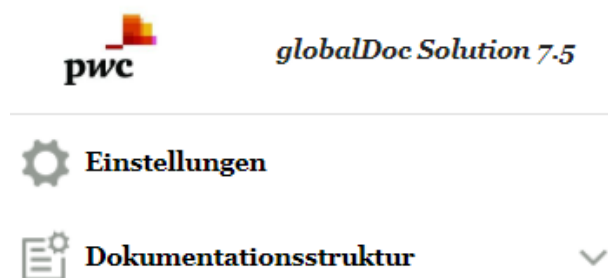 pwc
globalDoc Solution 7.5
Einstellungen
Dokumentationsstruktur